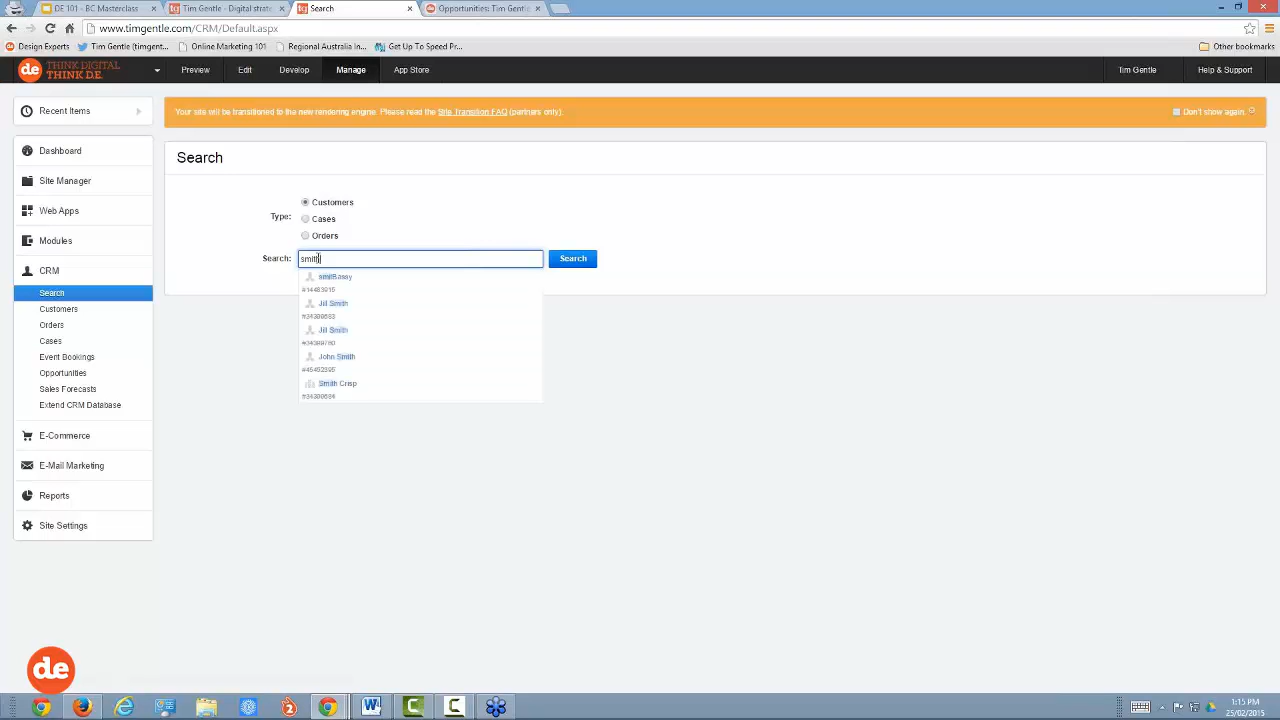 DE 101 - BC Masterclass
Tim Gentle - Digital strate
Search
Opportunities: Tim Gentle
www.timgentle.com/CRM/Default.aspx
Design Experts
Tim Gentle (timgent...
Online Marketing 101
Regional Australia In...
Get Up To Speed Pr...
Other bookmarks
de THINK DIGITAL
THINK D.E.
Preview
Edit
Develop
Manage
App Store
Tim Gentle
Help & Support
Recent Items
Your site will be transitioned to the new rendering engine. Please read the Site Transition FAQ (partners only).
Don't show again.
Dashboard
Site Manager
Web Apps
Modules
CRM
Search
Customers
Orders
Cases
Event Bookings
Opportunities
Sales Forecasts
Extend CRM Database
E-Commerce
E-Mail Marketing
Reports
Site Settings
Search
Type:
Customers
Cases
Orders
Search:
Search
smitBassy
#14483915
Jill Smith
Jill Smith
John Smith
#45492395
Smith Crisp
de
1:15 PM
25/02/2015